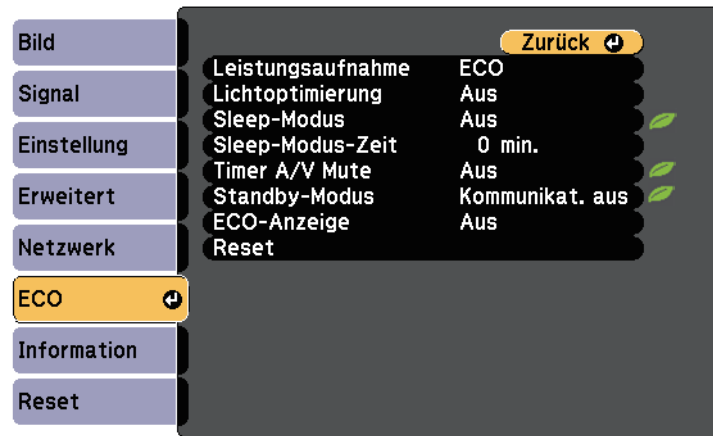 Bild
Signal
Einstellung
Erweitert
Netzwerk
ECO
Information
Reset
Zurück
Leistungsaufnahme ECO
Lichtoptimierung Aus
Sleep-Modus Aus
Sleep-Modus-Zeit 0 min.
Timer A/V Mute Aus
Standby-Modus Kommunikat. aus
ECO-Anzeige Aus
Reset